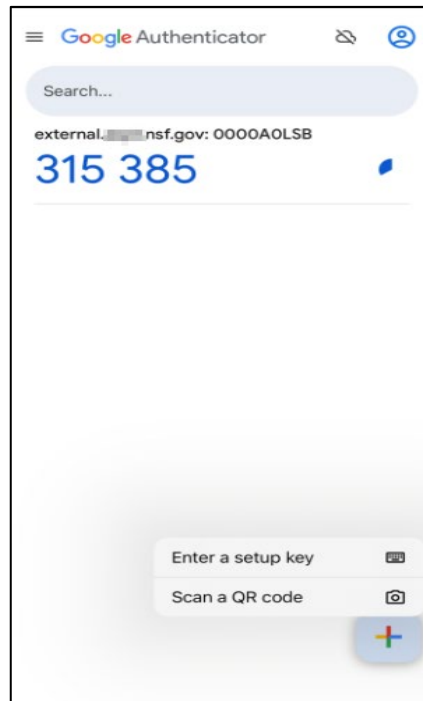 Google Authenticator
Search...
external. nsf.gov: 0000A0LSB
315 385
Enter a setup key
Scan a QR code